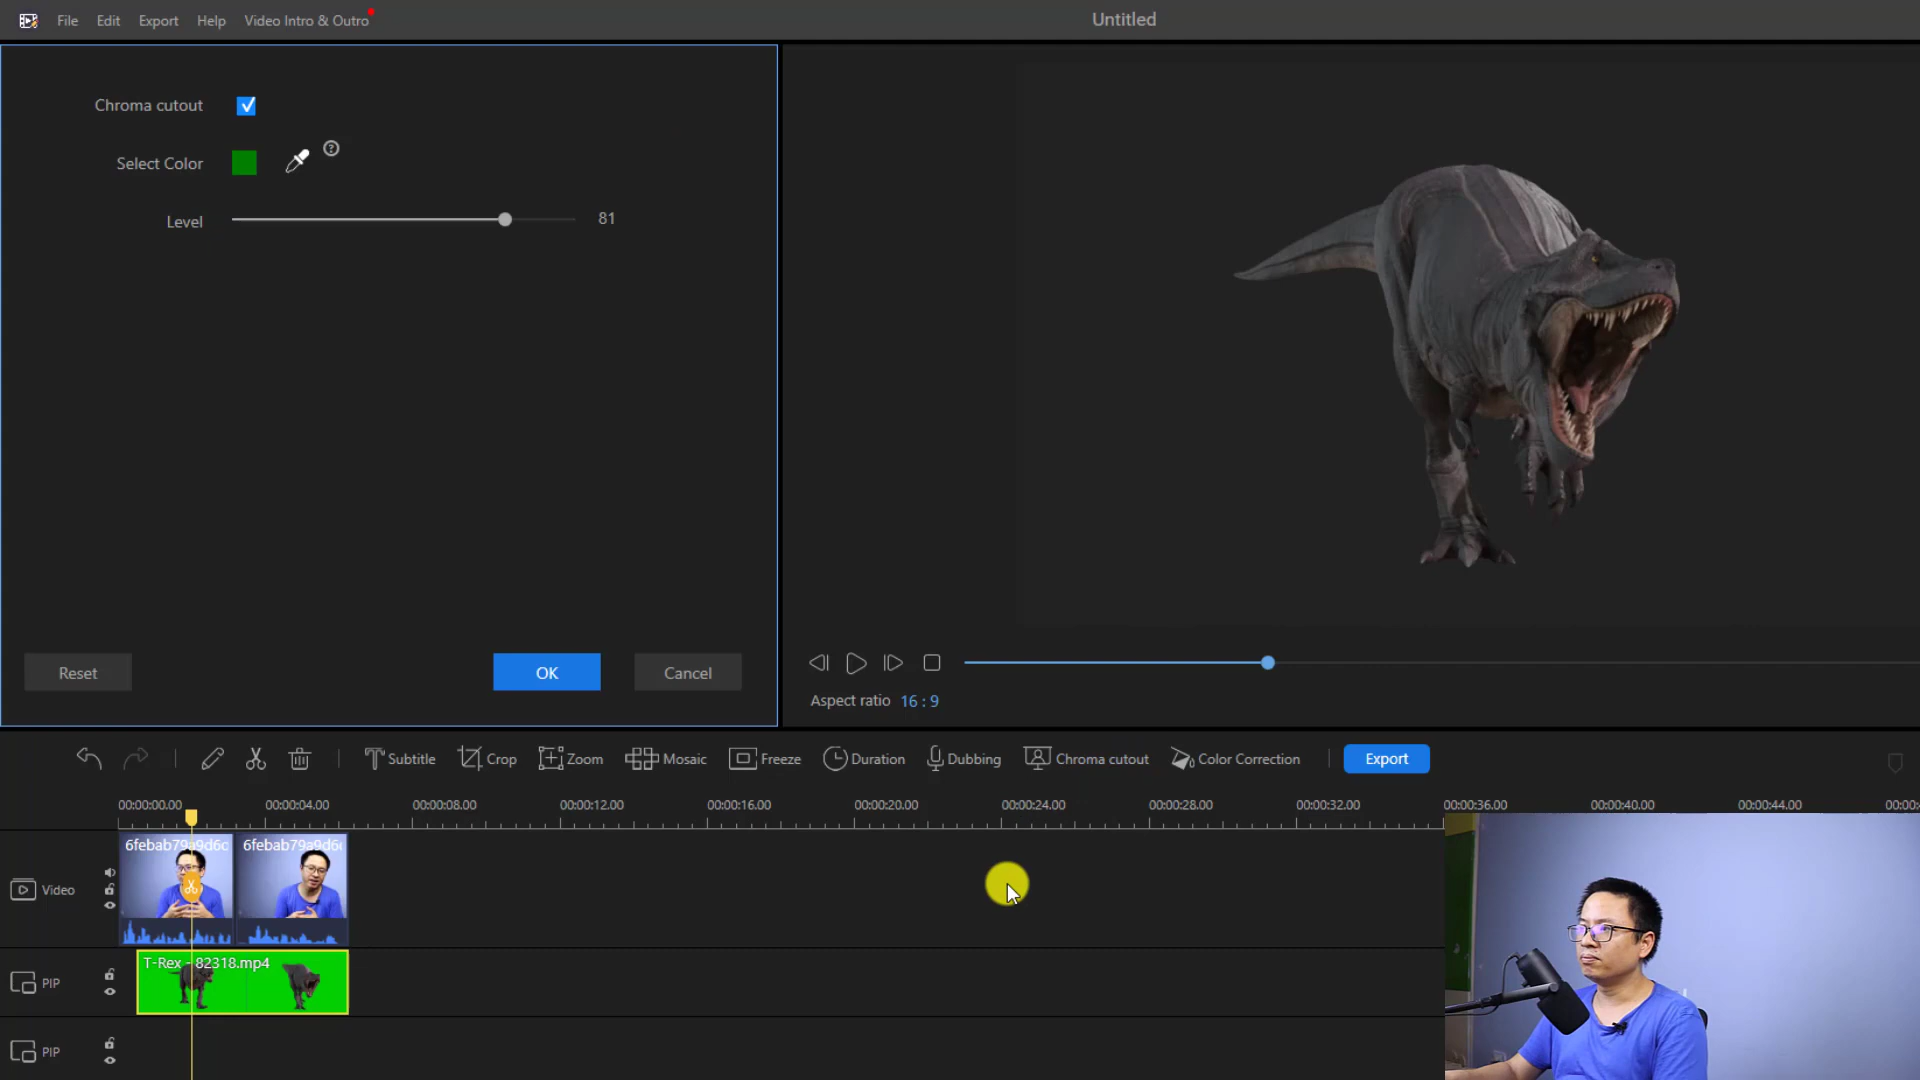 File Edit Export Help Video Intro & Outro
Untitled
Chroma cutout
Select Color
Level 81
Reset OK Cancel
Aspect ratio 16 : 9
Subtitle Crop Zoom Mosaic Freeze Duration Dubbing Chroma cutout Color Correction Export
00:00:00.00 00:00:04.00 00:00:08.00 00:00:12.00 00:00:16.00 00:00:20.00 00:00:24.00 00:00:28.00 00:00:32.00 00:00:36.00 00:00:40.00 00:00:44.00
6febab79a9d6c 6febab79a9d6
Video
T-Rex - 82318.mp4
PIP
PIP